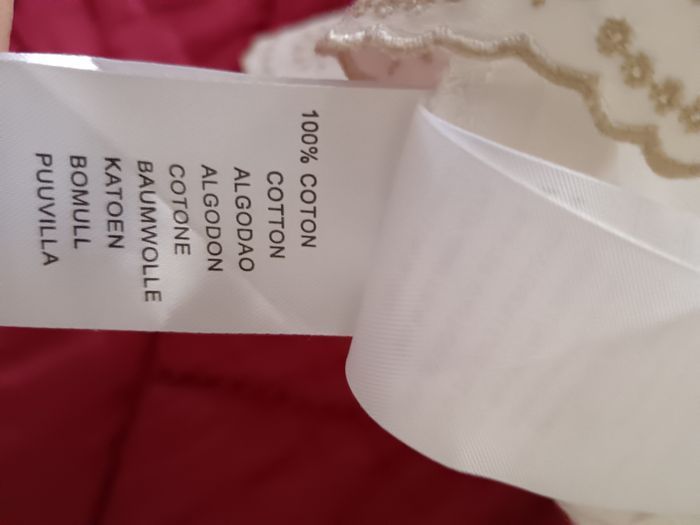 100% COTON
COTTON
ALGODAO
ALGODON
COTONE
BAUMWOLLE
KATOEN
BOMULL
PUUVILLA